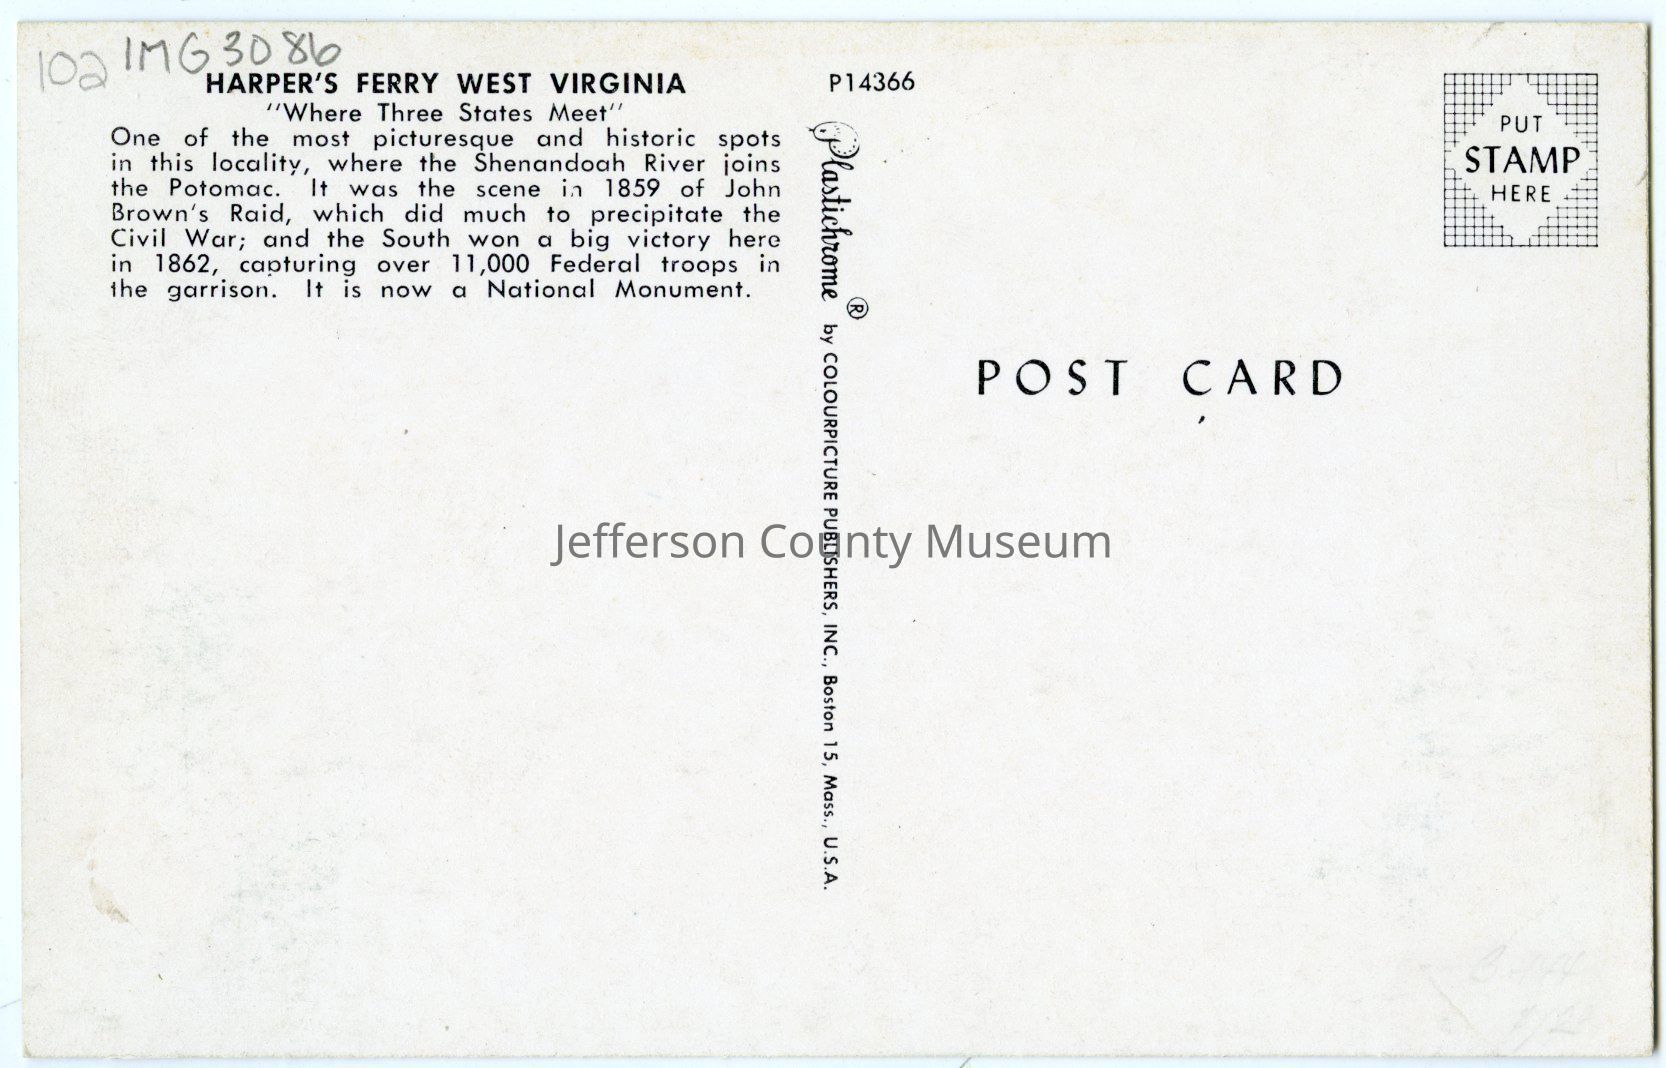 102 IMG3086
HARPER'S FERRY WEST VIRGINIA
"Where Three States Meet"
One of the most picturesque and historic spots
in this locality, where the Shenandoah River joins
the Potomac. It was the scene in 1859 of John
Brown's Raid, which did much to precipitate the
Civil War; and the South won a big victory here
in 1862, capturing over 11,000 Federal troops in
the garrison. It is now a National Monument.
P14366
Plastichrome ® by COLOURPICTURE PUBLISHERS, INC., Boston 15, Mass., U.S.A.
PUT
STAMP
HERE
POST CARD
Jefferson County Museum